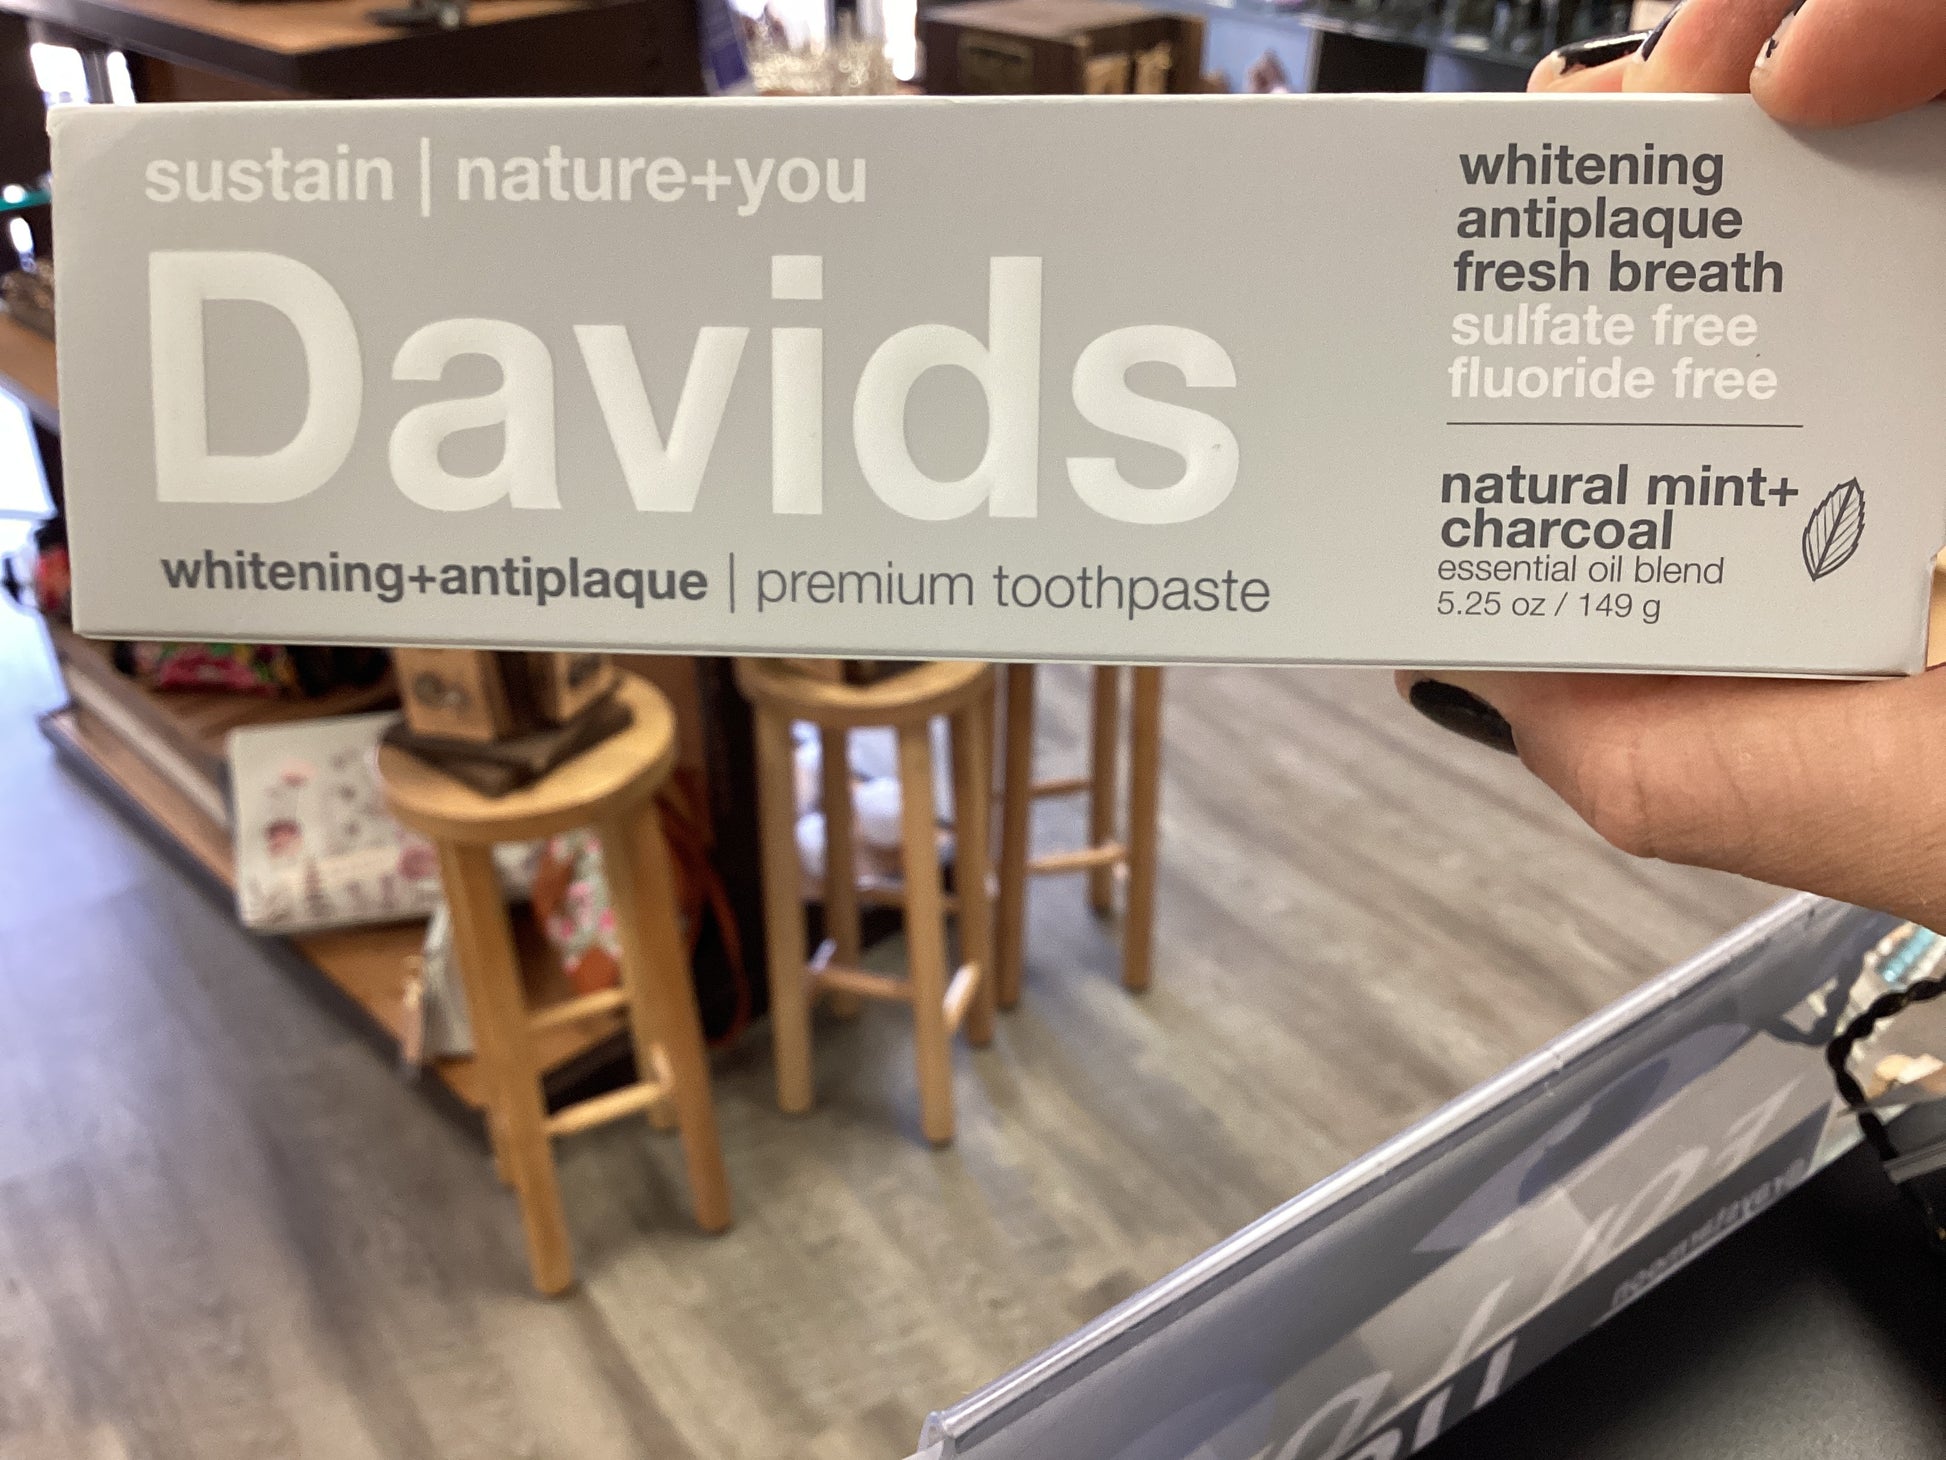 sustain | nature+you
Davids
whitening+antiplaque | premium toothpaste
whitening
antiplaque
fresh breath
sulfate free
fluoride free
natural mint+
charcoal
essential oil blend
5.25 oz / 149 g